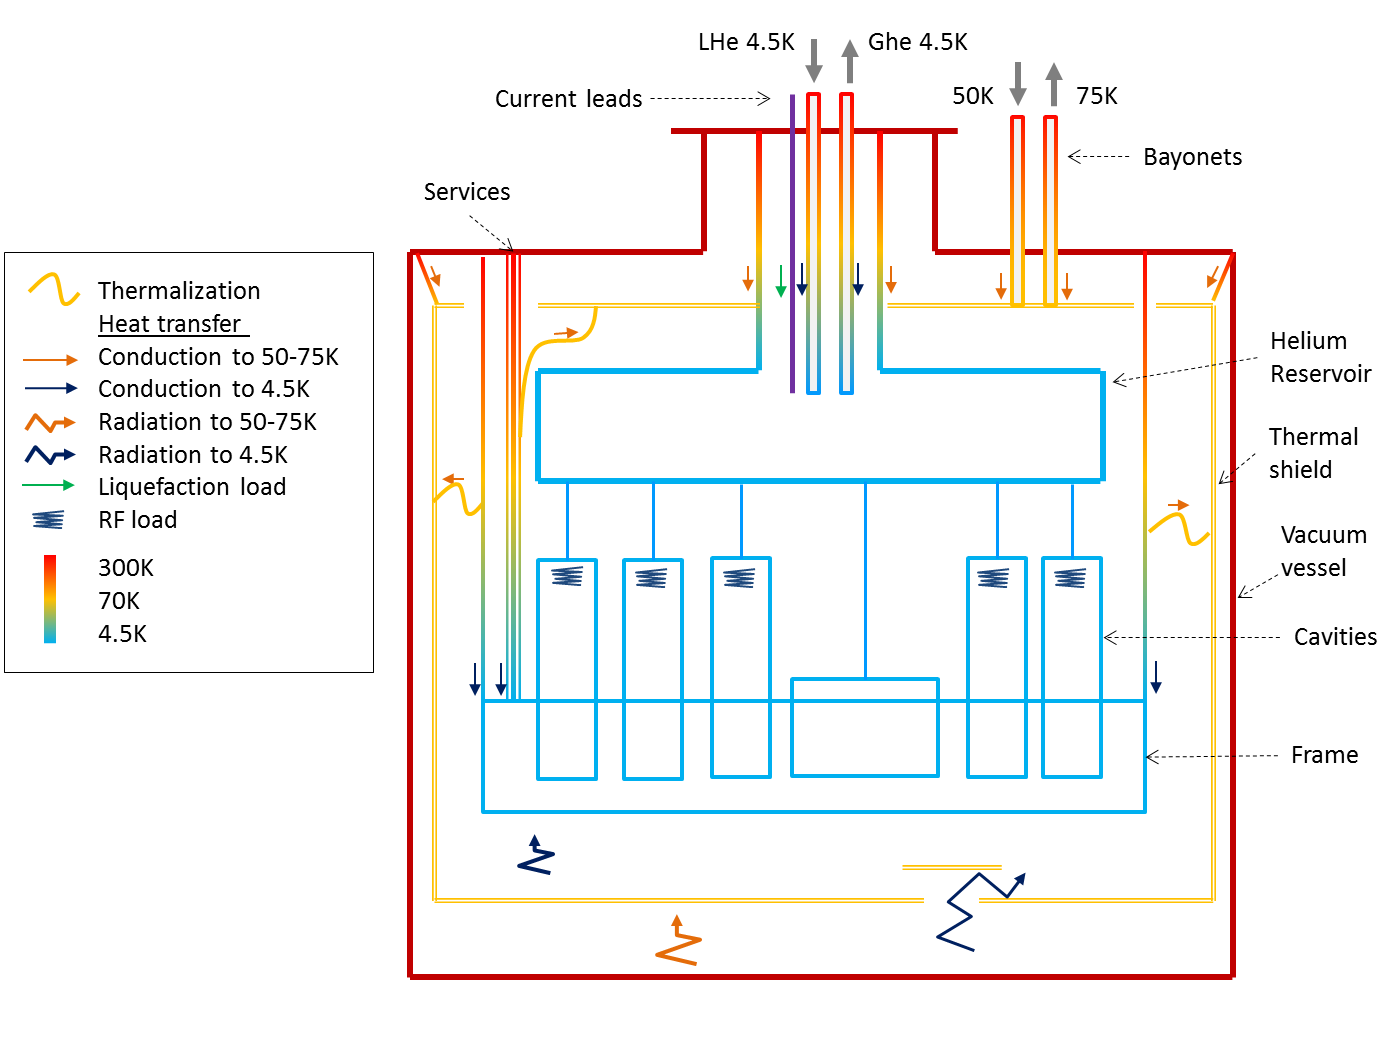 LHe 4.5K
Ghe 4.5K
Current leads
50K
75K
Bayonets
Services
Thermalization
Heat transfer
Conduction to 50-75K
Conduction to 4.5K
Radiation to 50-75K
Radiation to 4.5K
Liquefaction load
RF load
300K
70K
4.5K
Helium
Reservoir
Thermal
shield
Vacuum
vessel
Cavities
Frame